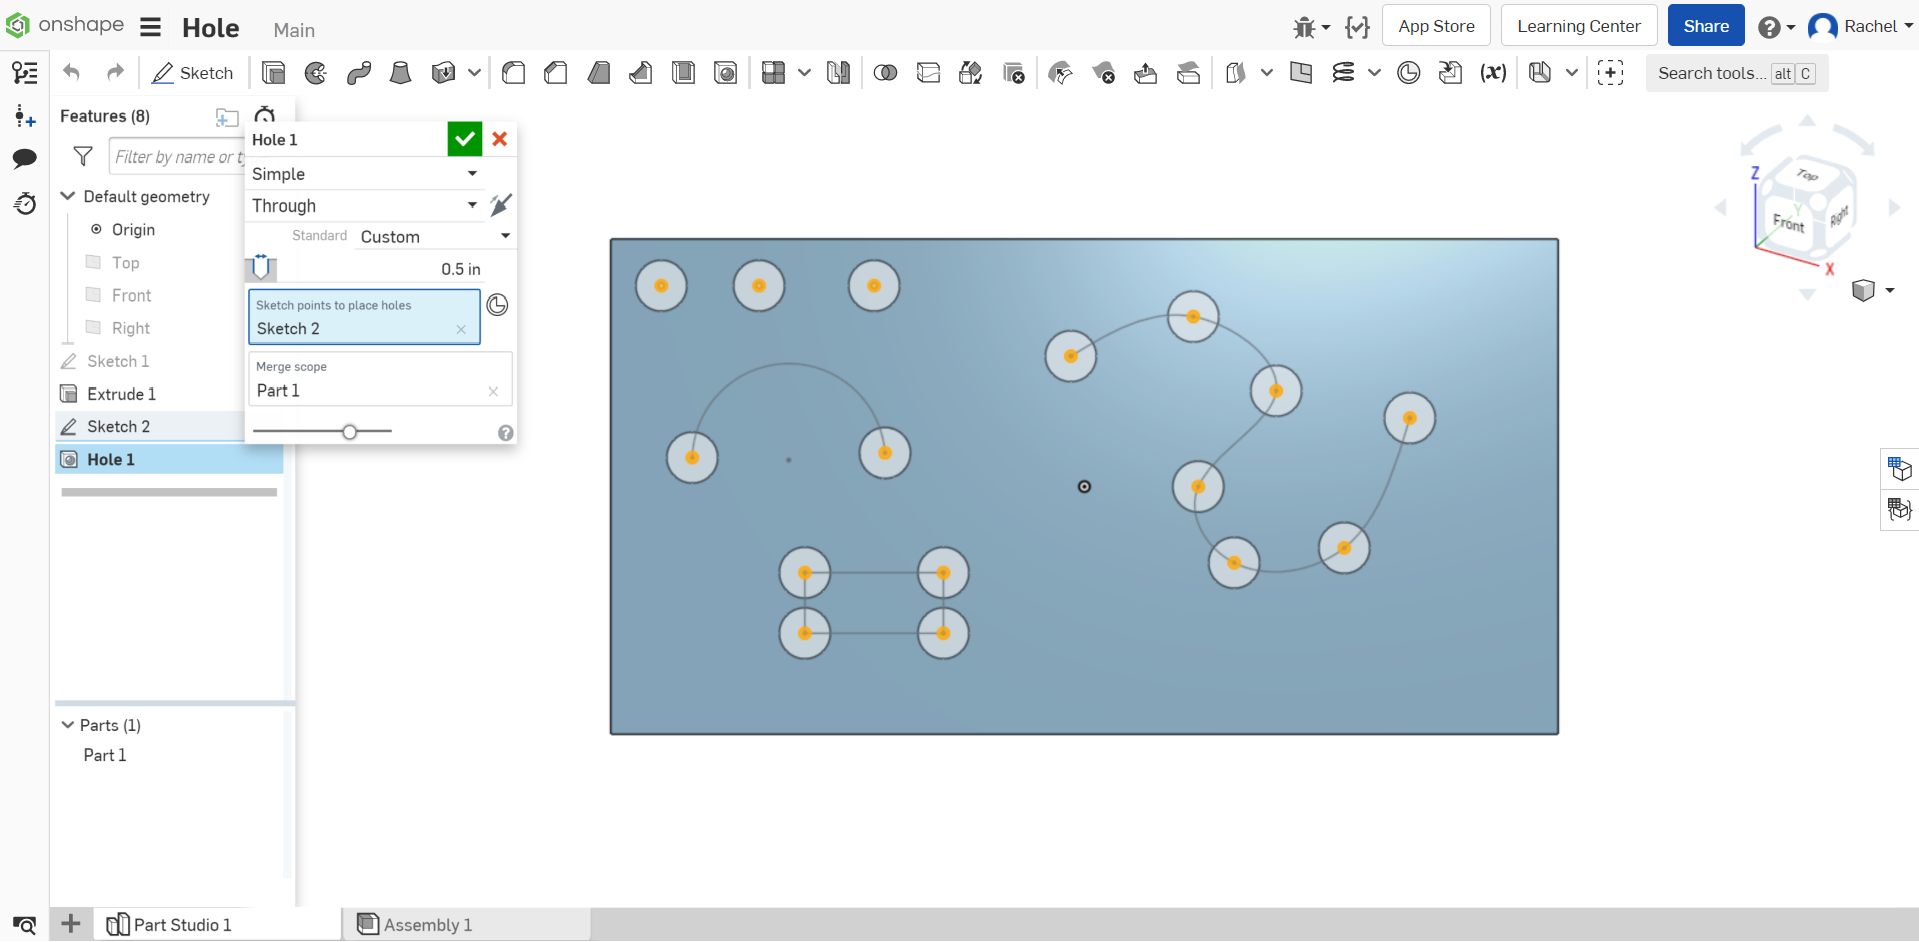 onshape Hole Main App Store Learning Center Share Rachel
Sketch (x) Search tools... alt C
Features (8)
Filter by name or ty
Default geometry
Origin
Top
Front
Right
Sketch 1
Extrude 1
Sketch 2
Hole 1
Hole 1
Simple
Through
Standard Custom
0.5 in
Sketch points to place holes
Sketch 2
Merge scope
Part 1
Z
Top
Y
Front
Right
X
Parts (1)
Part 1
Part Studio 1
Assembly 1